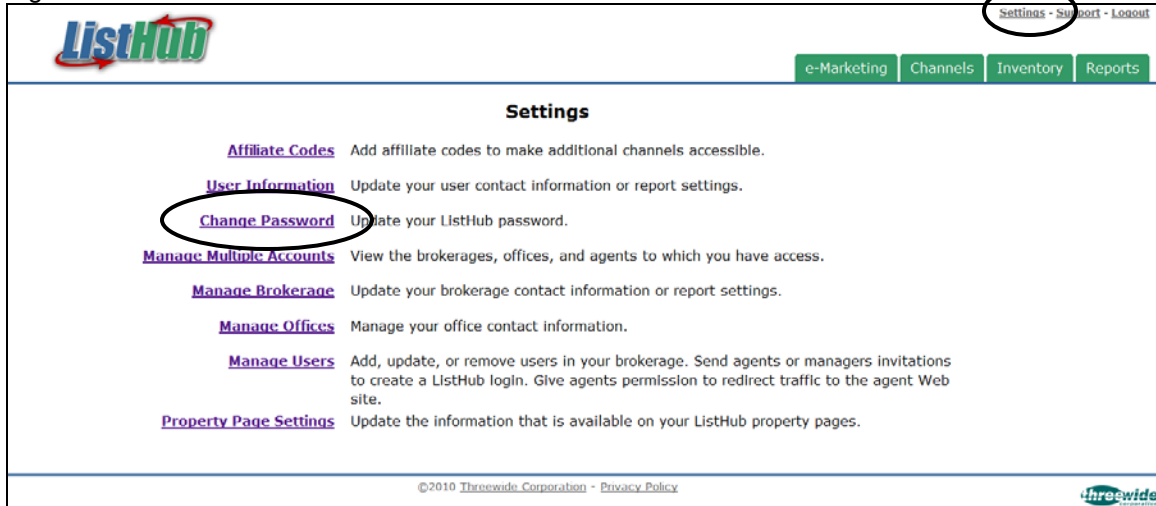 Settings - Support - Logout
ListHub
e-Marketing Channels Inventory Reports
Settings
Affiliate Codes Add affiliate codes to make additional channels accessible.
User Information Update your user contact information or report settings.
Change Password Update your ListHub password.
Manage Multiple Accounts View the brokerages, offices, and agents to which you have access.
Manage Brokerage Update your brokerage contact information or report settings.
Manage Offices Manage your office contact information.
Manage Users Add, update, or remove users in your brokerage. Send agents or managers invitations
to create a ListHub login. Give agents permission to redirect traffic to the agent Web
site.
Property Page Settings Update the information that is available on your ListHub property pages.
©2010 Threewide Corporation - Privacy Policy
threewide
corporation